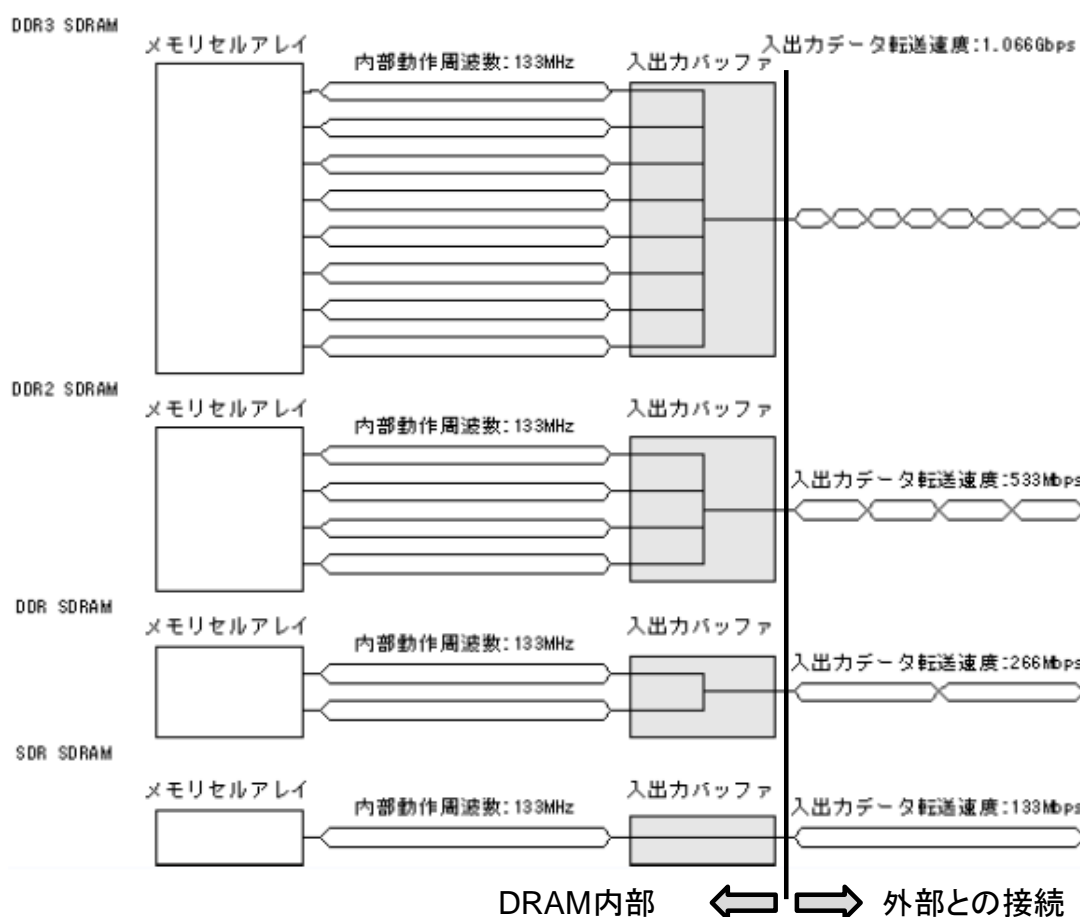 DDR3 SDRAM
メモリセルアレイ
内部動作周波数:133MHz
入出力バッファ
入出力データ転送速度:1.066Gbps
DDR2 SDRAM
メモリセルアレイ
内部動作周波数:133MHz
入出力バッファ
入出力データ転送速度:533Mbps
DDR SDRAM
メモリセルアレイ
内部動作周波数:133MHz
入出力バッファ
入出力データ転送速度:266Mbps
SDR SDRAM
メモリセルアレイ
内部動作周波数:133MHz
入出力バッファ
入出力データ転送速度:133Mbps
DRAM内部
外部との接続